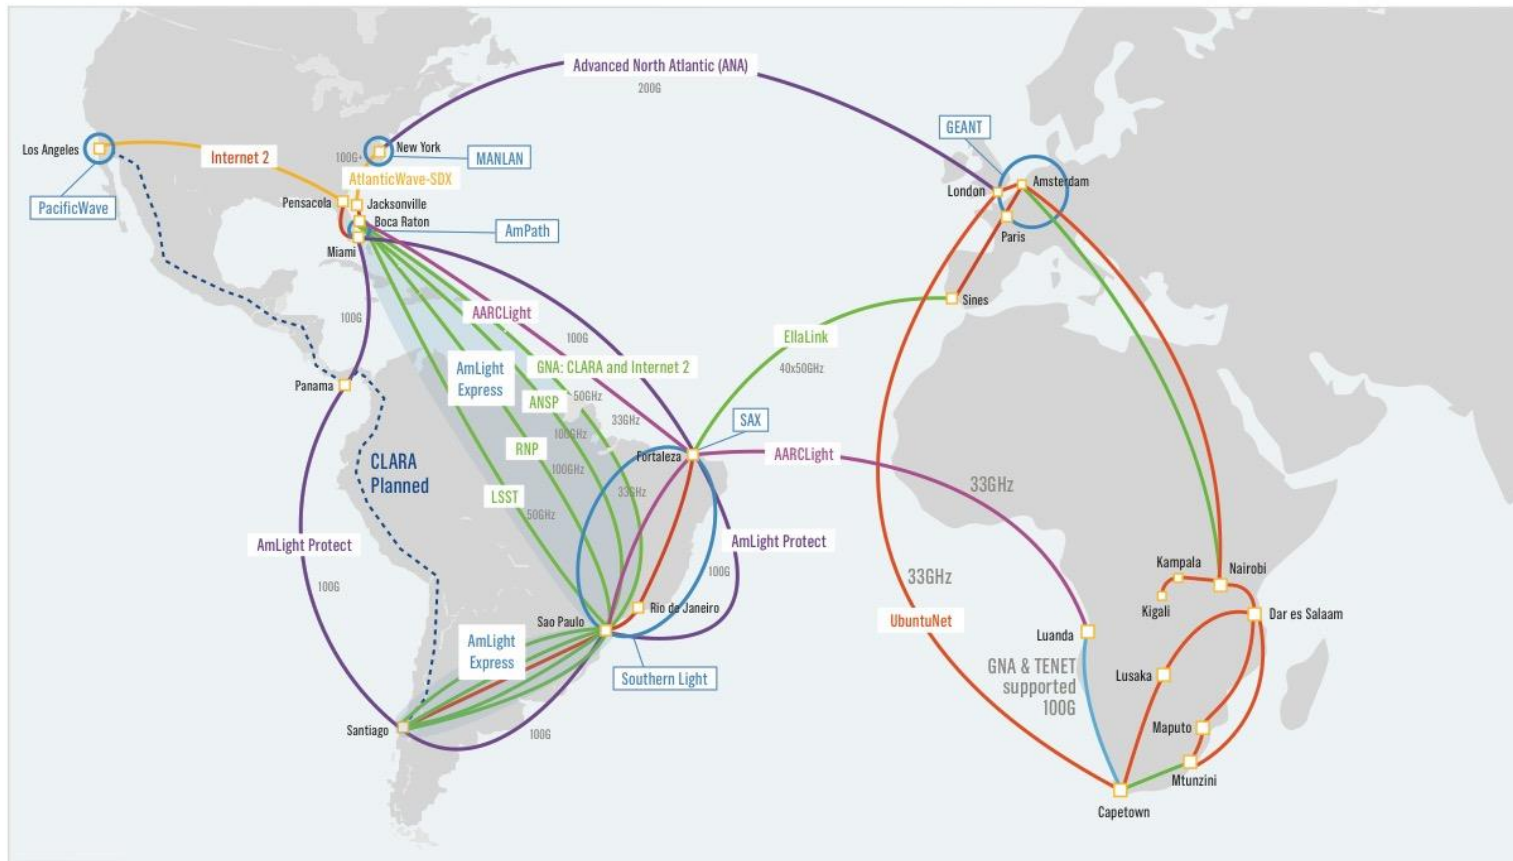 Advanced North Atlantic (ANA)
200G
GEANT
Los Angeles
New York
Internet 2
100G+
MANLAN
AtlanticWave-SDX
PacificWave
Pensacola
Jacksonville
Boca Raton
AmPath
Miami
London
Amsterdam
Paris
Sines
AARCLight
100G
100G
EllaLink
40x50GHz
GNA: CLARA and Internet 2
AmLight
Express
Panama
50GHz
ANSP
33GHz
SAX
100GHz
RNP
Fortaleza
AARCLight
CLARA
Planned
100GHz
LSST
33GHz
33GHz
50GHz
AmLight Protect
AmLight Protect
100G
100G
33GHz
Kampala
Nairobi
Kigali
Rio de Janeiro
Dar es Salaam
UbuntuNet
Sao Paulo
Luanda
AmLight
Express
GNA & TENET
supported
100G
Lusaka
Southern Light
Santiago
100G
Maputo
Mtunzini
Capetown